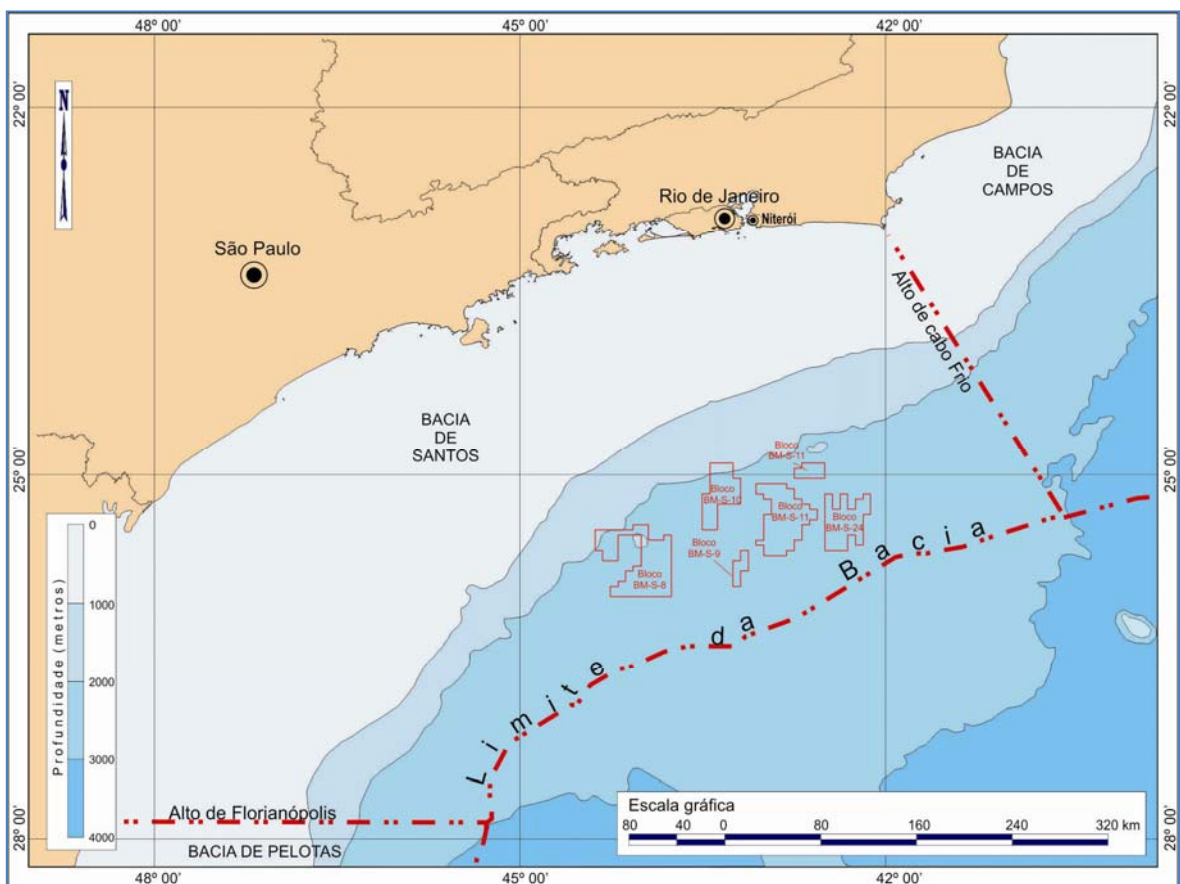 48º 00'
45º 00'
42º 00'
22º 00'
22º 00'
N
BACIA
DE
CAMPOS
Rio de Janeiro
Niterói
São Paulo
Alto de cabo Frio
BACIA
DE
SANTOS
Bloco
BM-S-11
25º 00'
25º 00'
Bloco
BM-S-10
Bloco
BM-S-11
Bloco
BM-S-24
Bloco
BM-S-9
Bloco
BM-S-8
Limite da Bacia
Profundidade (metros)
0
1000
2000
3000
4000
Alto de Florianópolis
BACIA DE PELOTAS
Escala gráfica
80 40 0 80 160 240 320 km
28º 00'
28º 00'
48º 00'
45º 00'
42º 00'